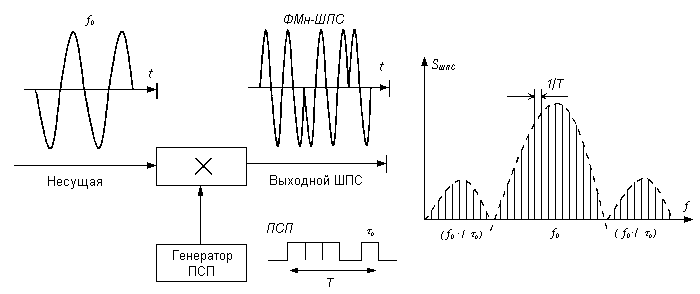 f₀
ФМн-ШПС
t
t
Sшпс
1/T
Несущая
×
Выходной ШПС
f
(f₀·/ τ₀)
f₀
(f₀·/ τ₀)
Генератор
ПСП
ПСП
τ₀
T